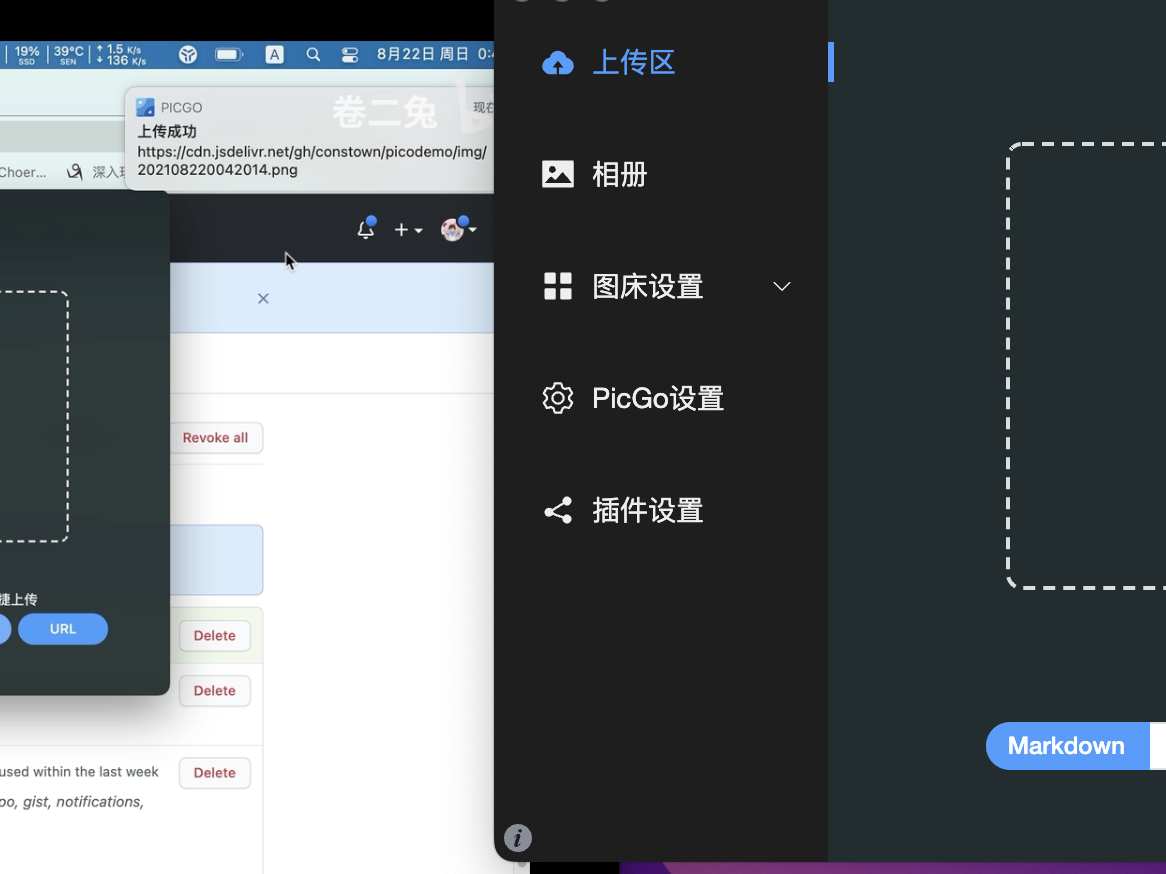 19%
SSD
39°C
SEN
↑ 1.5 K/s
↓ 136 K/s
A
8月22日 周日 0:4
PICGO
现在
卷二兔
上传成功
https://cdn.jsdelivr.net/gh/constown/picodemo/img/
202108220042014.png
Choer...
深入
Revoke all
捷上传
URL
Delete
Delete
used within the last week
Delete
po, gist, notifications,
上传区
相册
图床设置
PicGo设置
插件设置
Markdown
i